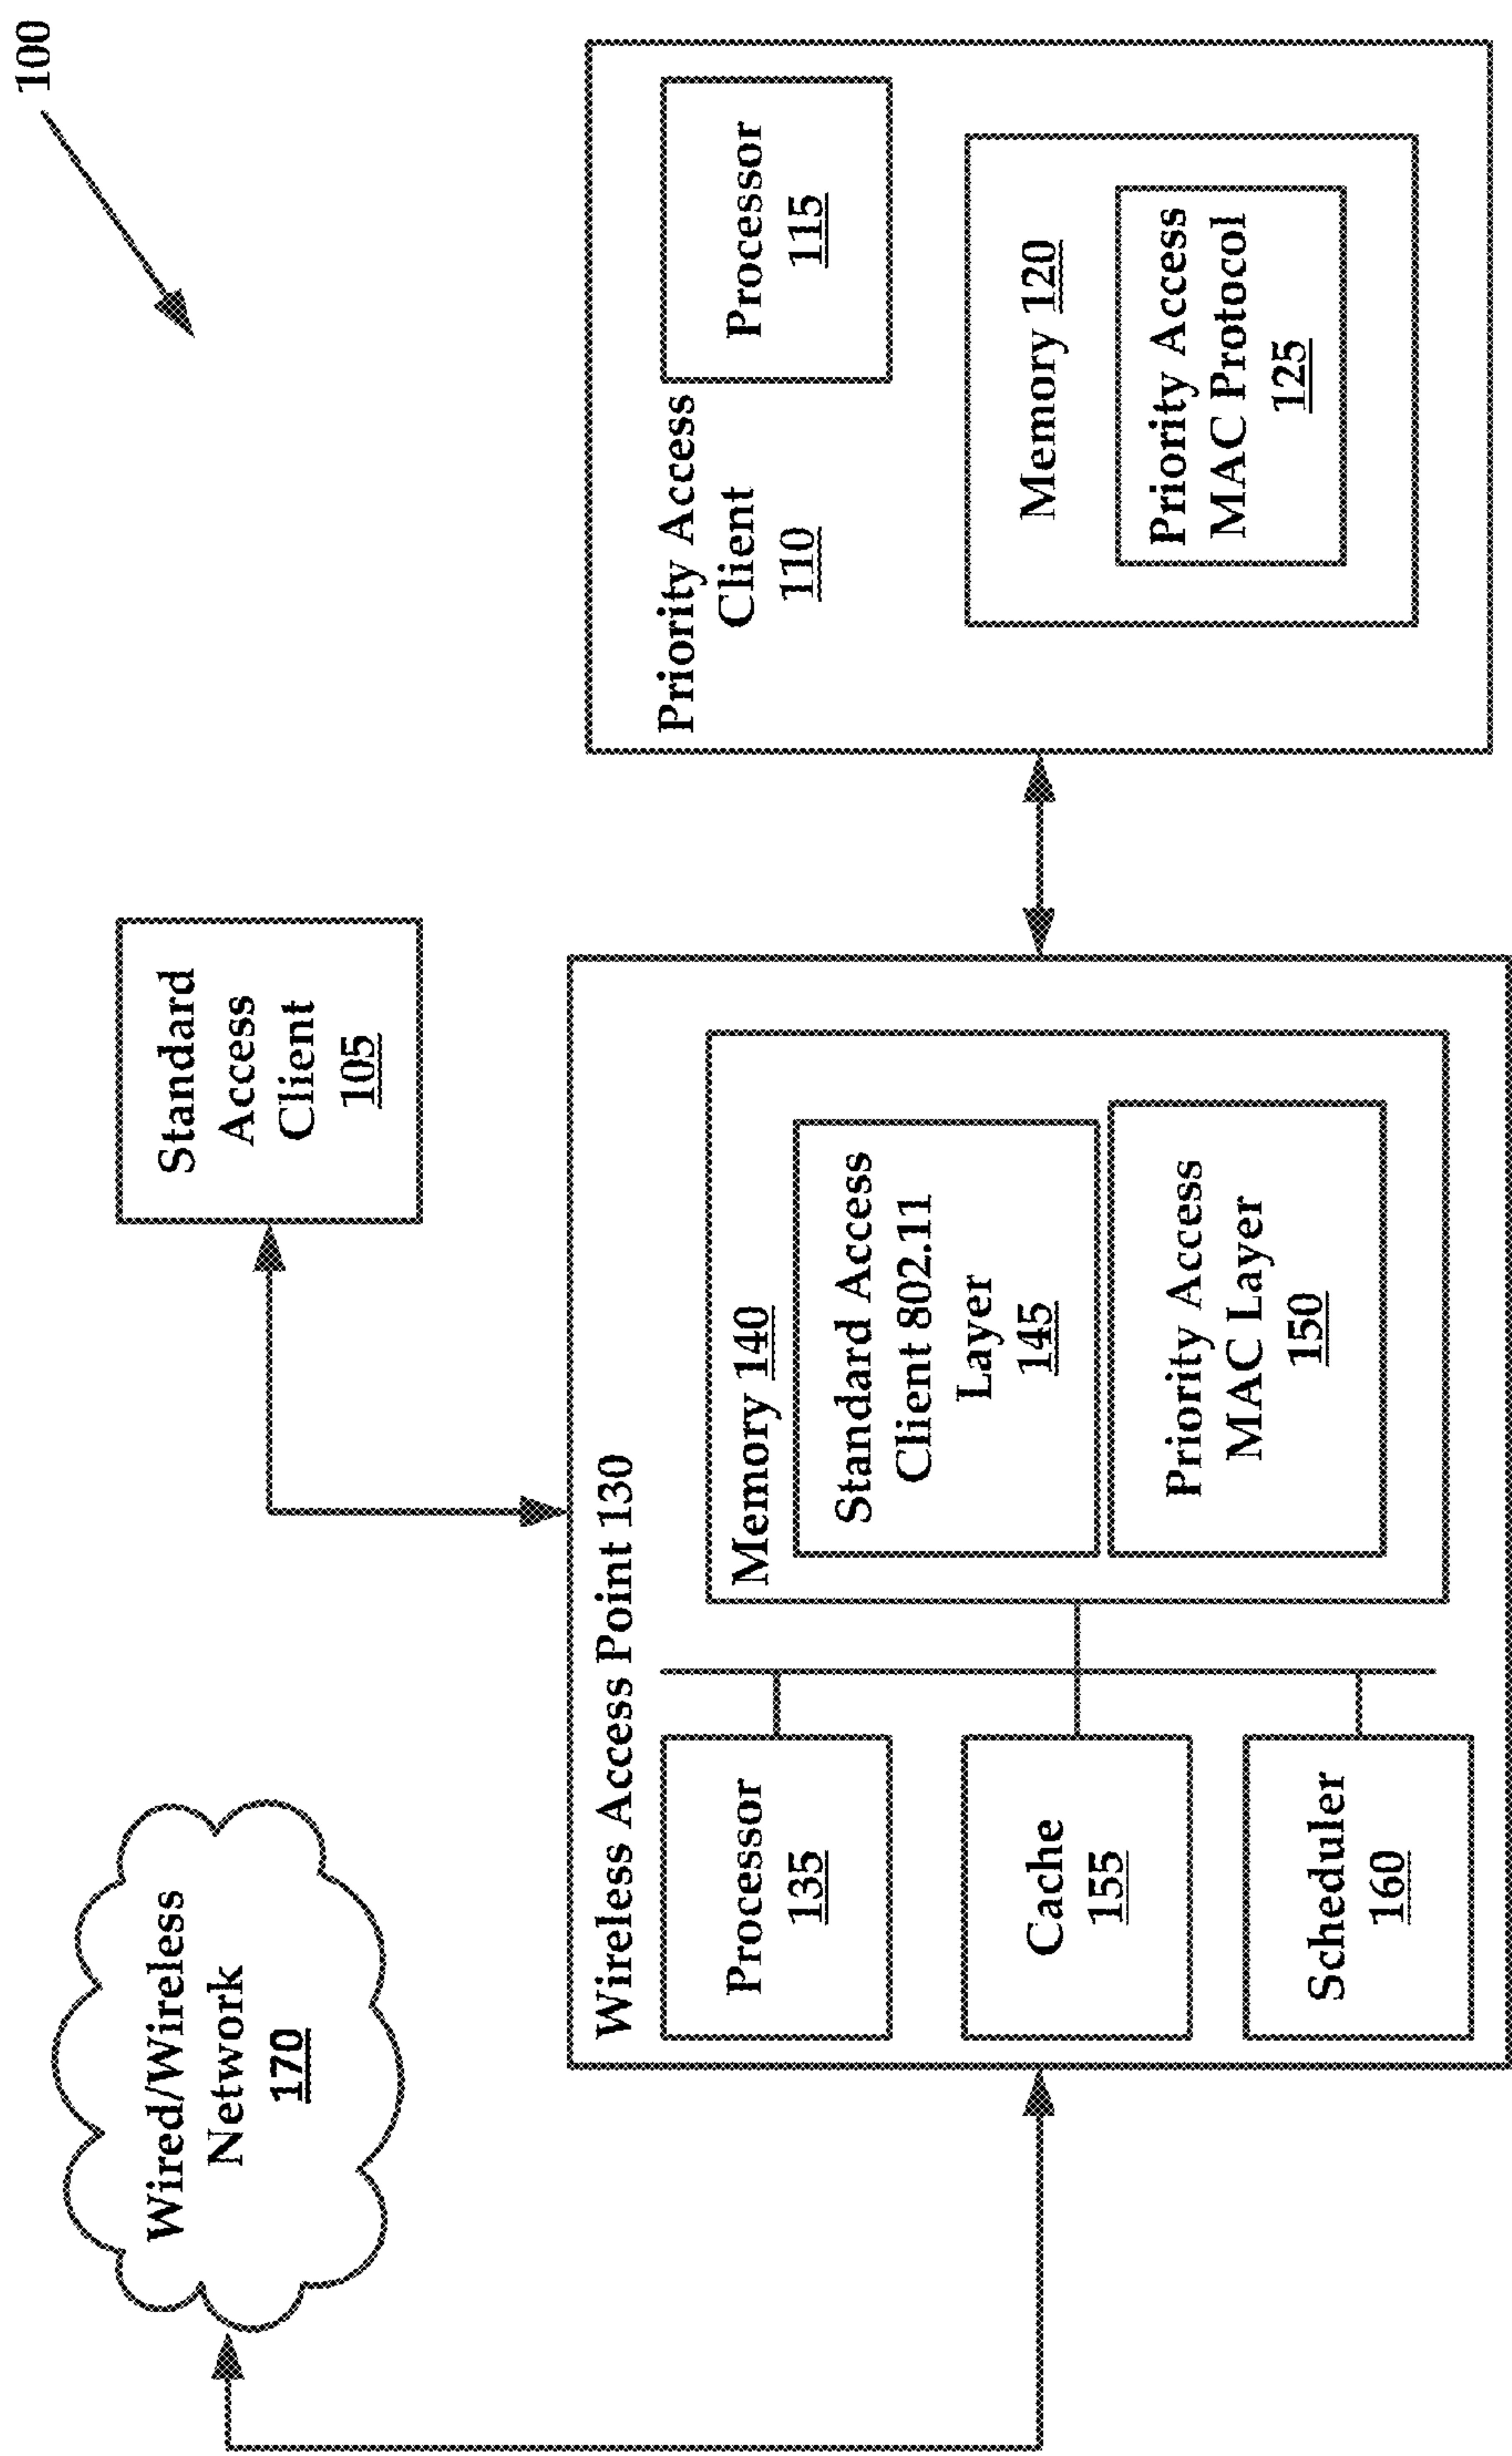 100
Wired/Wireless
Network
170
Standard
Access
Client
105
Wireless Access Point 130
Processor
135
Cache
155
Scheduler
160
Memory 140
Standard Access
Client 802.11
Layer
145
Priority Access
MAC Layer
150
Priority Access
Client
110
Processor
115
Memory 120
Priority Access
MAC Protocol
125